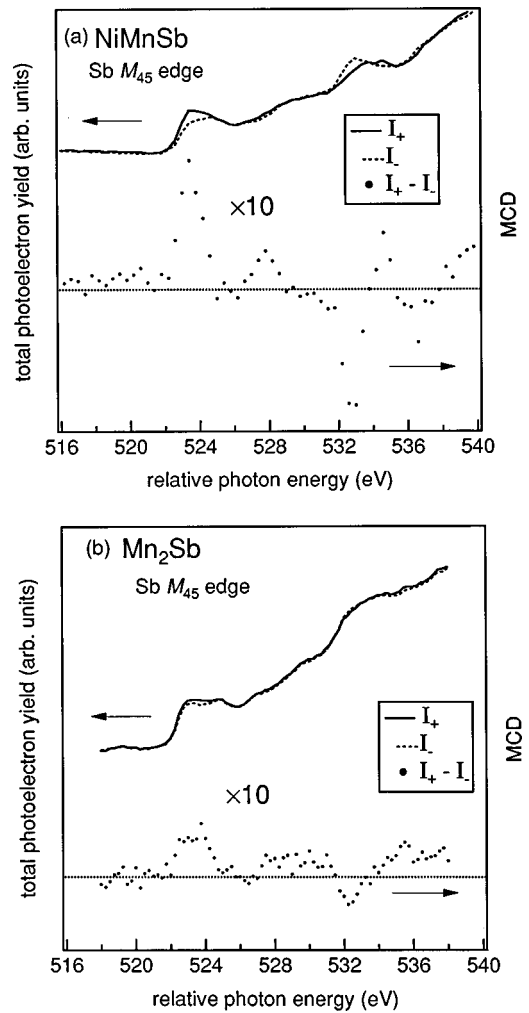 (a) NiMnSb
Sb M45 edge
I+
I-
I+ - I-
×10
total photoelectron yield (arb. units)
MCD
516 520 524 528 532 536 540
relative photon energy (eV)
(b) Mn2Sb
Sb M45 edge
I+
I-
I+ - I-
×10
total photoelectron yield (arb. units)
MCD
516 520 524 528 532 536 540
relative photon energy (eV)